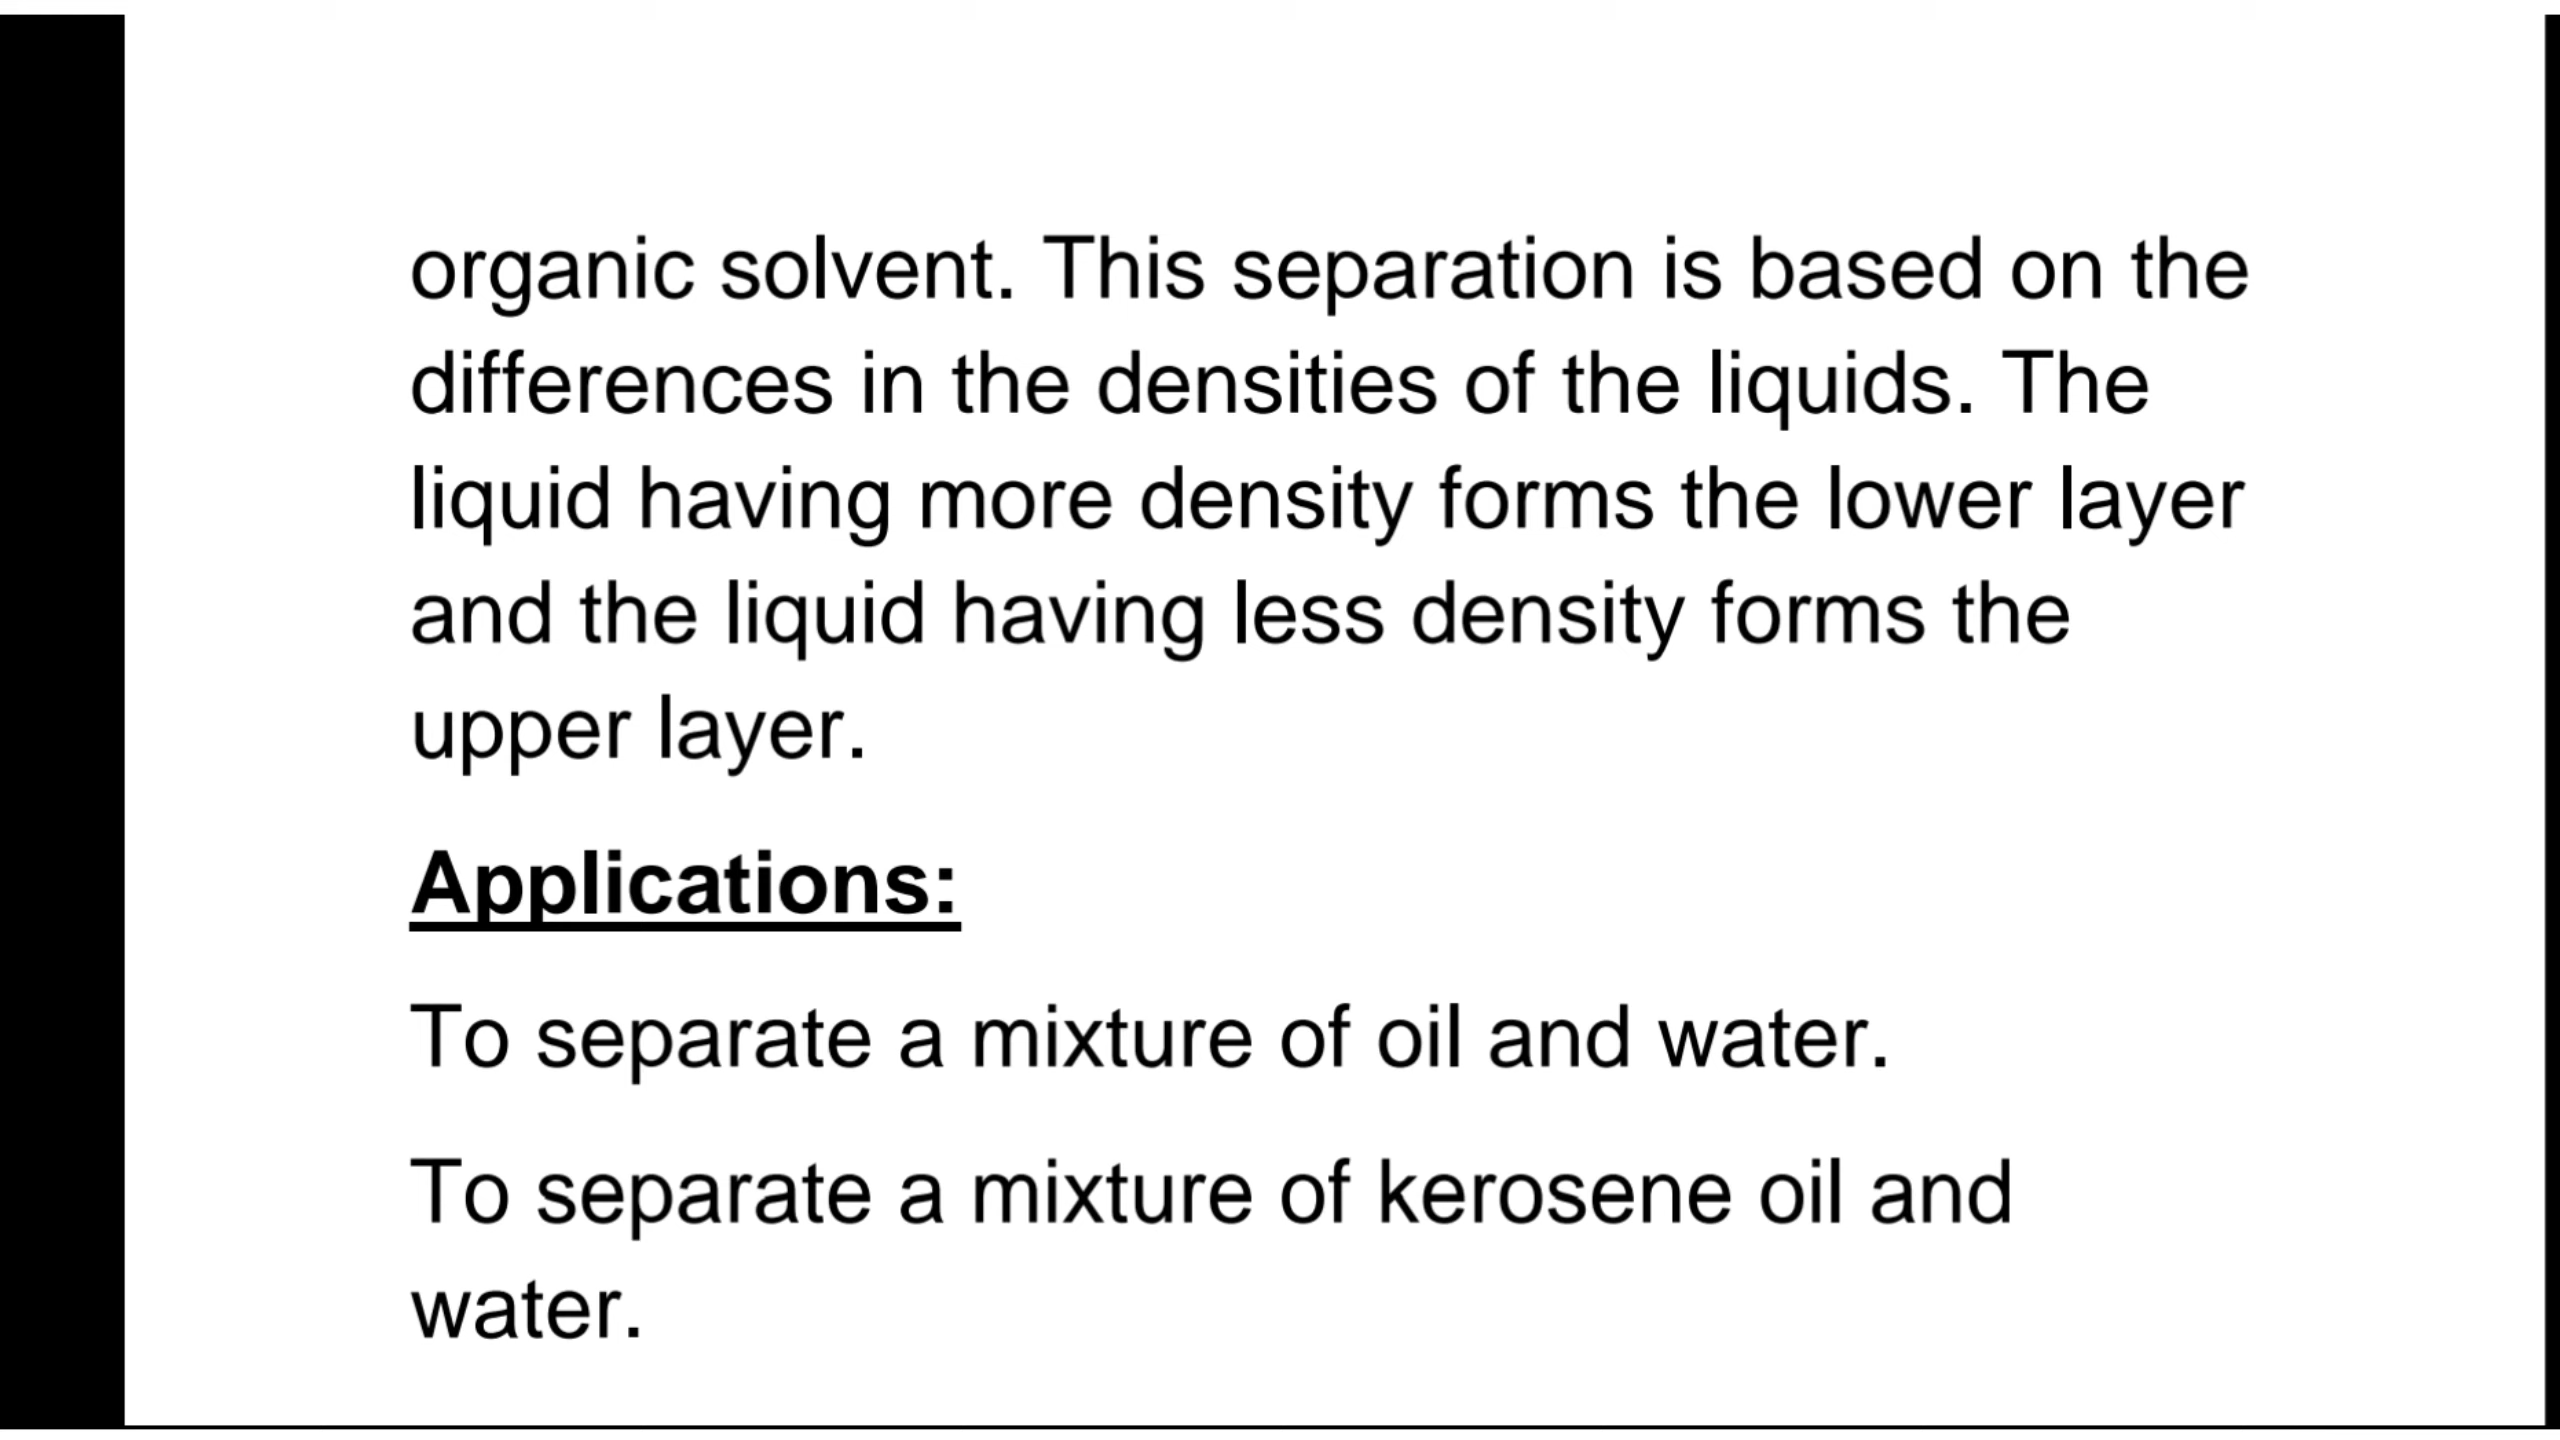 organic solvent. This separation is based on the
differences in the densities of the liquids. The
liquid having more density forms the lower layer
and the liquid having less density forms the
upper layer.
Applications:
To separate a mixture of oil and water.
To separate a mixture of kerosene oil and
water.